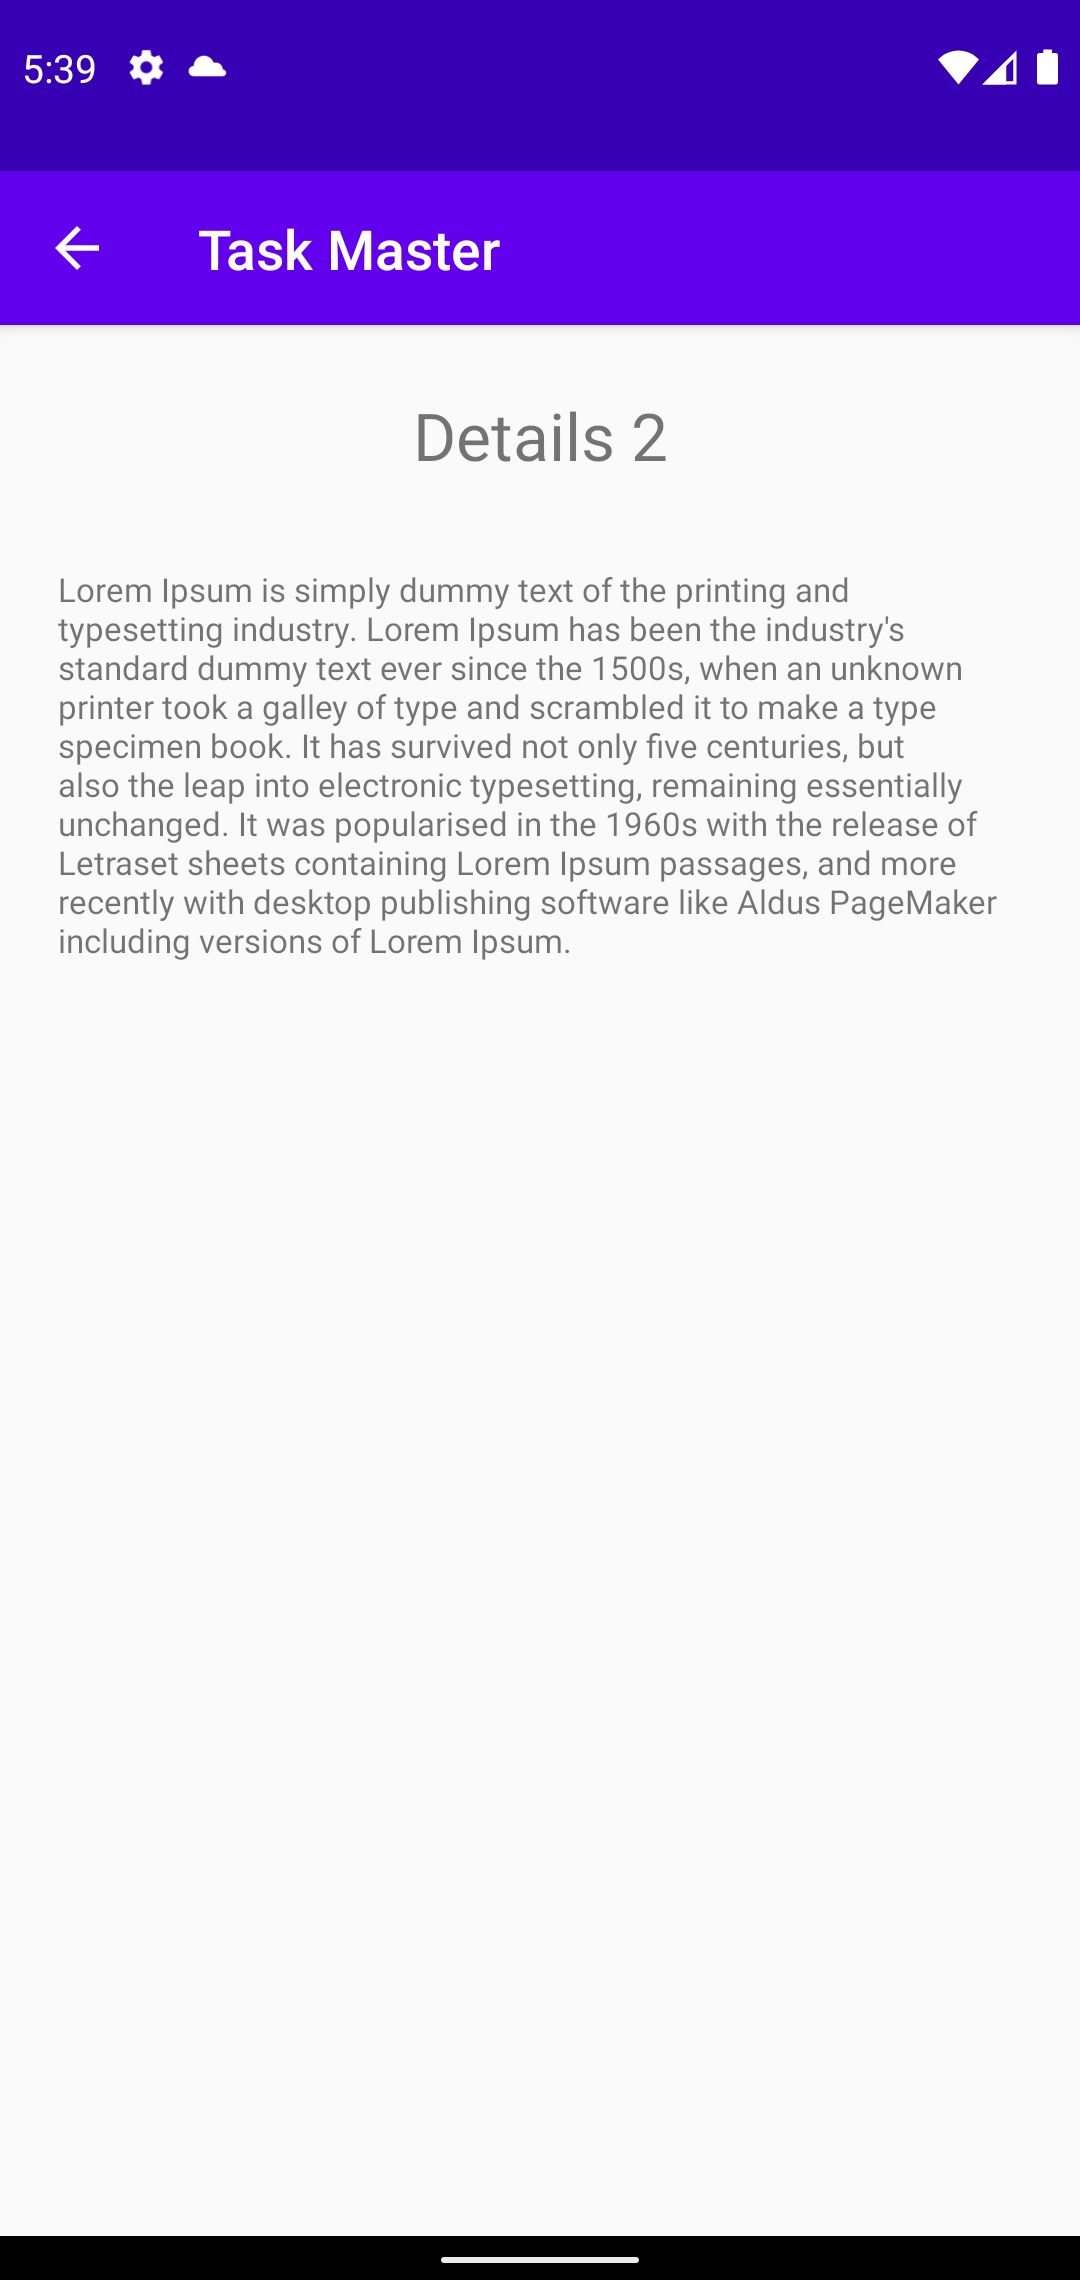 5:39
Task Master
Details 2
Lorem Ipsum is simply dummy text of the printing and
typesetting industry. Lorem Ipsum has been the industry's
standard dummy text ever since the 1500s, when an unknown
printer took a galley of type and scrambled it to make a type
specimen book. It has survived not only five centuries, but
also the leap into electronic typesetting, remaining essentially
unchanged. It was popularised in the 1960s with the release of
Letraset sheets containing Lorem Ipsum passages, and more
recently with desktop publishing software like Aldus PageMaker
including versions of Lorem Ipsum.